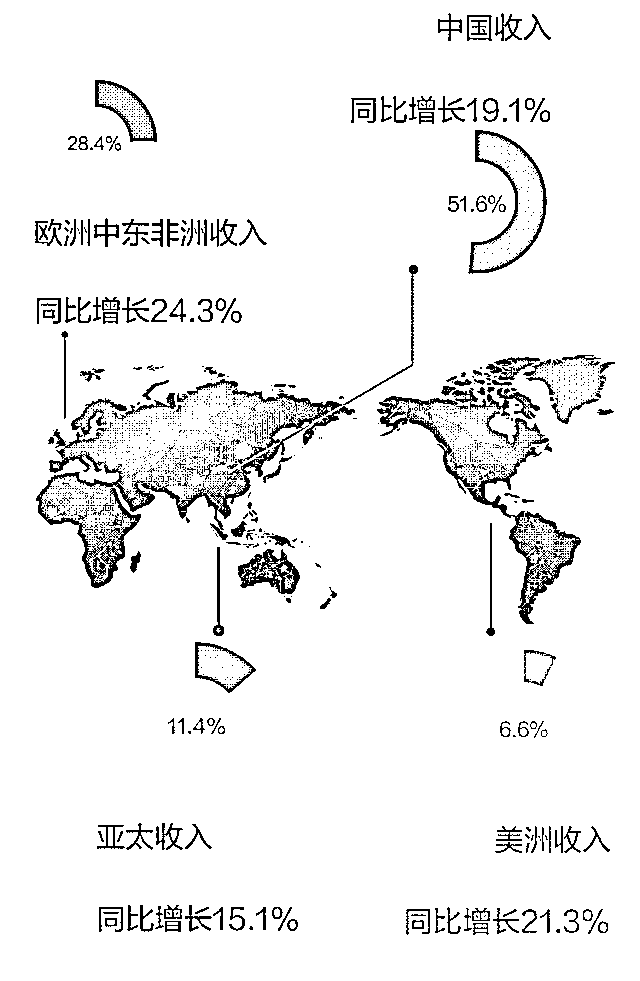 中国收入
同比增长19.1%
51.6%
28.4%
欧洲中东非洲收入
同比增长24.3%
11.4%
亚太收入
同比增长15.1%
6.6%
美洲收入
同比增长21.3%